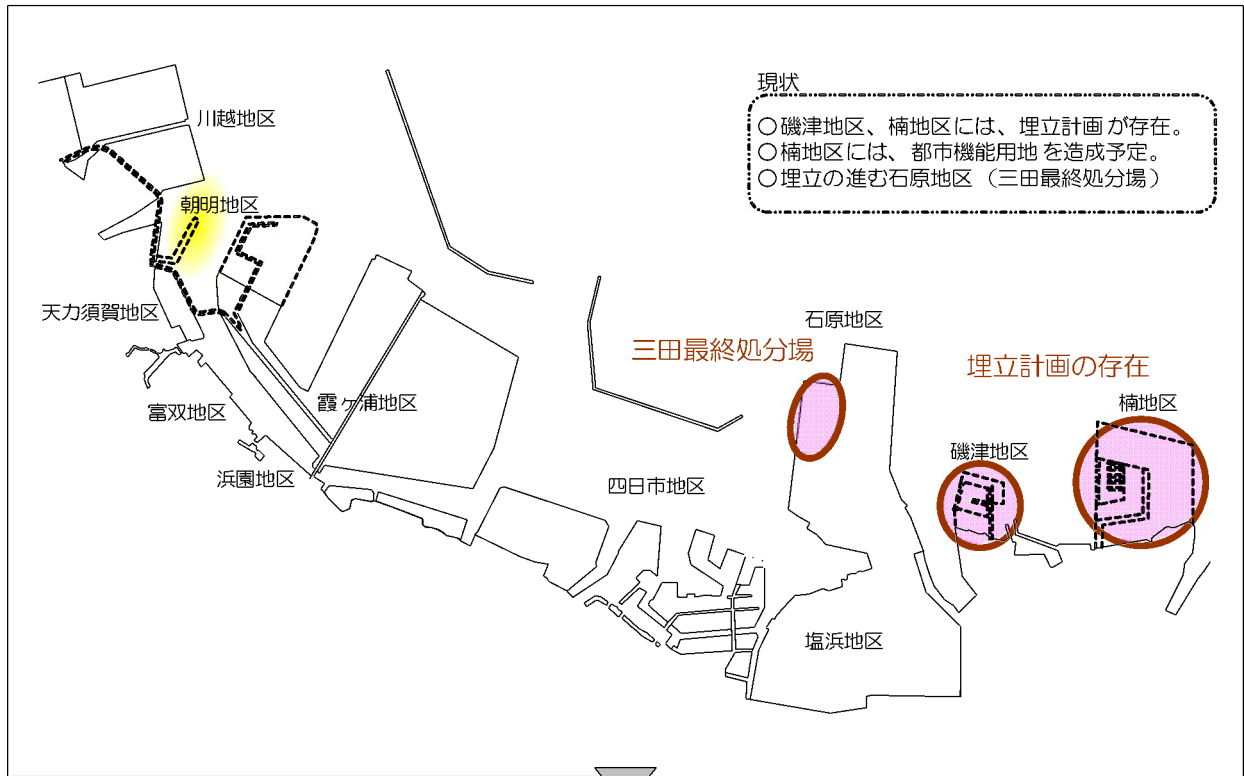 現状
○磯津地区、楠地区には、埋立計画が存在。
○楠地区には、都市機能用地を造成予定。
○埋立の進む石原地区（三田最終処分場）
川越地区
朝明地区
天力須賀地区
富双地区
霞ヶ浦地区
浜園地区
四日市地区
石原地区
三田最終処分場
埋立計画の存在
楠地区
磯津地区
塩浜地区